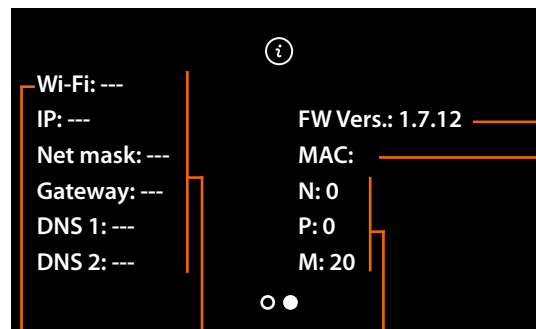 i
Wi-Fi: ---
IP: ---
Net mask: ---
Gateway: ---
DNS 1: ---
DNS 2: ---
FW Vers.: 1.7.12
MAC:
N: 0
P: 0
M: 20